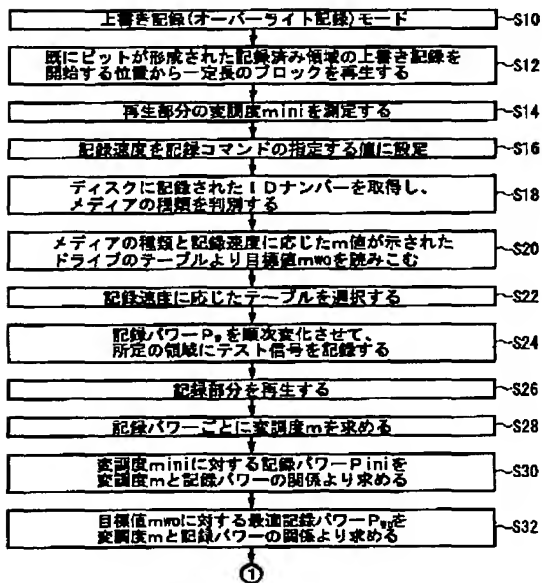 上書き記録(オーバーライト記録)モード ~S10
既にピットが形成された記録済み領域の上書き記録を ~S12
開始する位置から一定長のブロックを再生する
再生部分の変調度miniを測定する ~S14
記録速度を記録コマンドの指定する値に設定 ~S16
ディスクに記録されたIDナンバーを取得し、 ~S18
メディアの種類を判別する
メディアの種類と記録速度に応じたm値が示された ~S20
ドライブのテーブルより目標値mwoを読みこむ
記録速度に応じたテーブルを選択する ~S22
記録パワーPwを順次変化させて、 ~S24
所定の領域にテスト信号を記録する
記録部分を再生する ~S26
記録パワーごとに変調度mを求める ~S28
変調度miniに対する記録パワーPiniを ~S30
変調度mと記録パワーの関係より求める
目標値mwoに対する最適記録パワーPwoを ~S32
変調度mと記録パワーの関係より求める
①